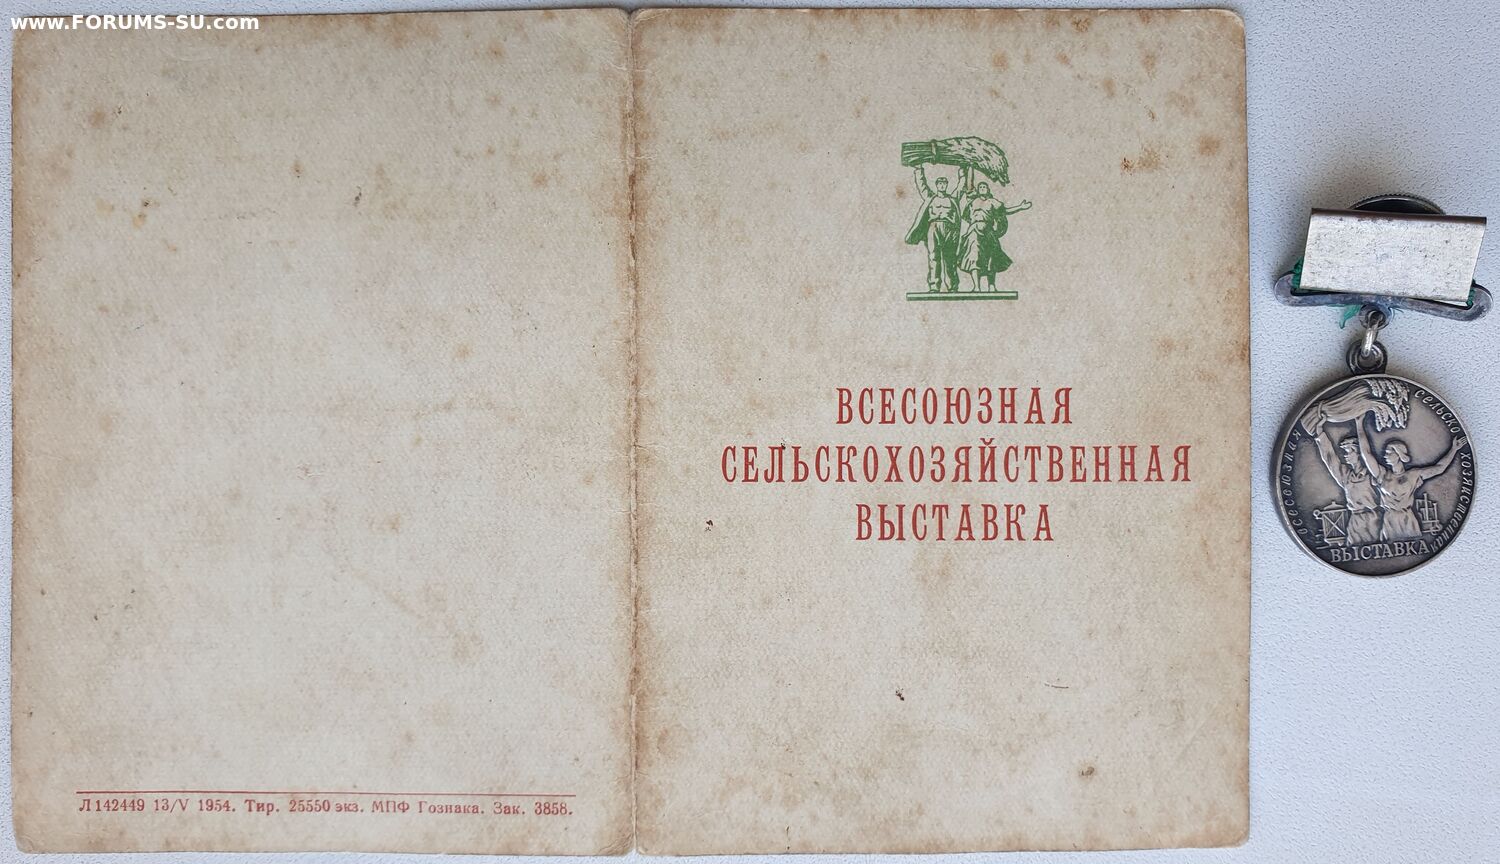 www.FORUMS-SU.com
ВСЕСОЮЗНАЯ
СЕЛЬСКОХОЗЯЙСТВЕННАЯ
ВЫСТАВКА
Л 142449 13/V 1954. Тир. 25550 экз. МПФ Гознака. Зак. 3858.
всесоюзная сельско хозяйственная
ВЫСТАВКА